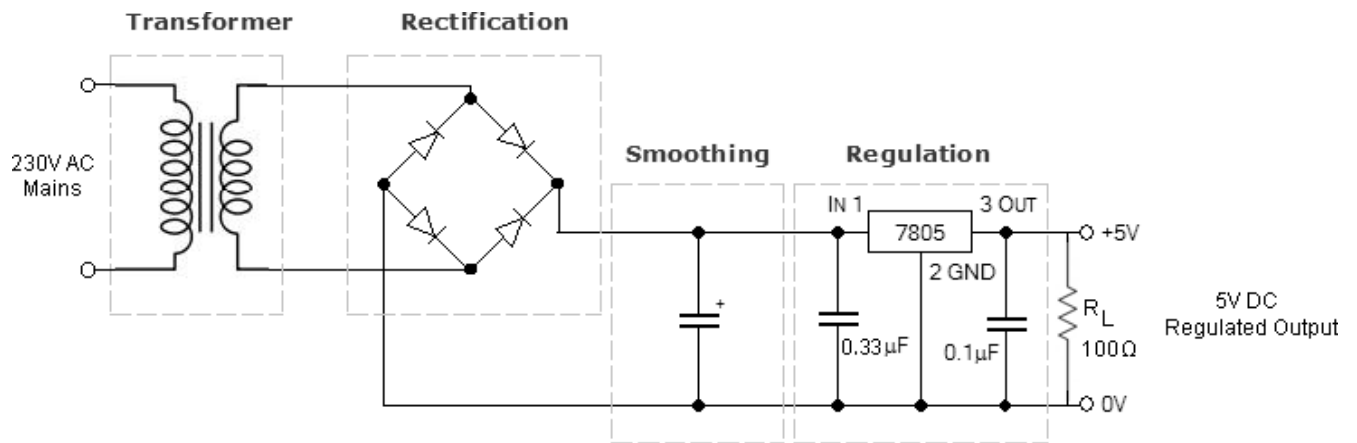 Transformer
Rectification
230V AC
Mains
Smoothing
Regulation
IN 1
7805
3 OUT
2 GND
+5V
+
0.33µF
0.1µF
RL
100Ω
5V DC
Regulated Output
0V